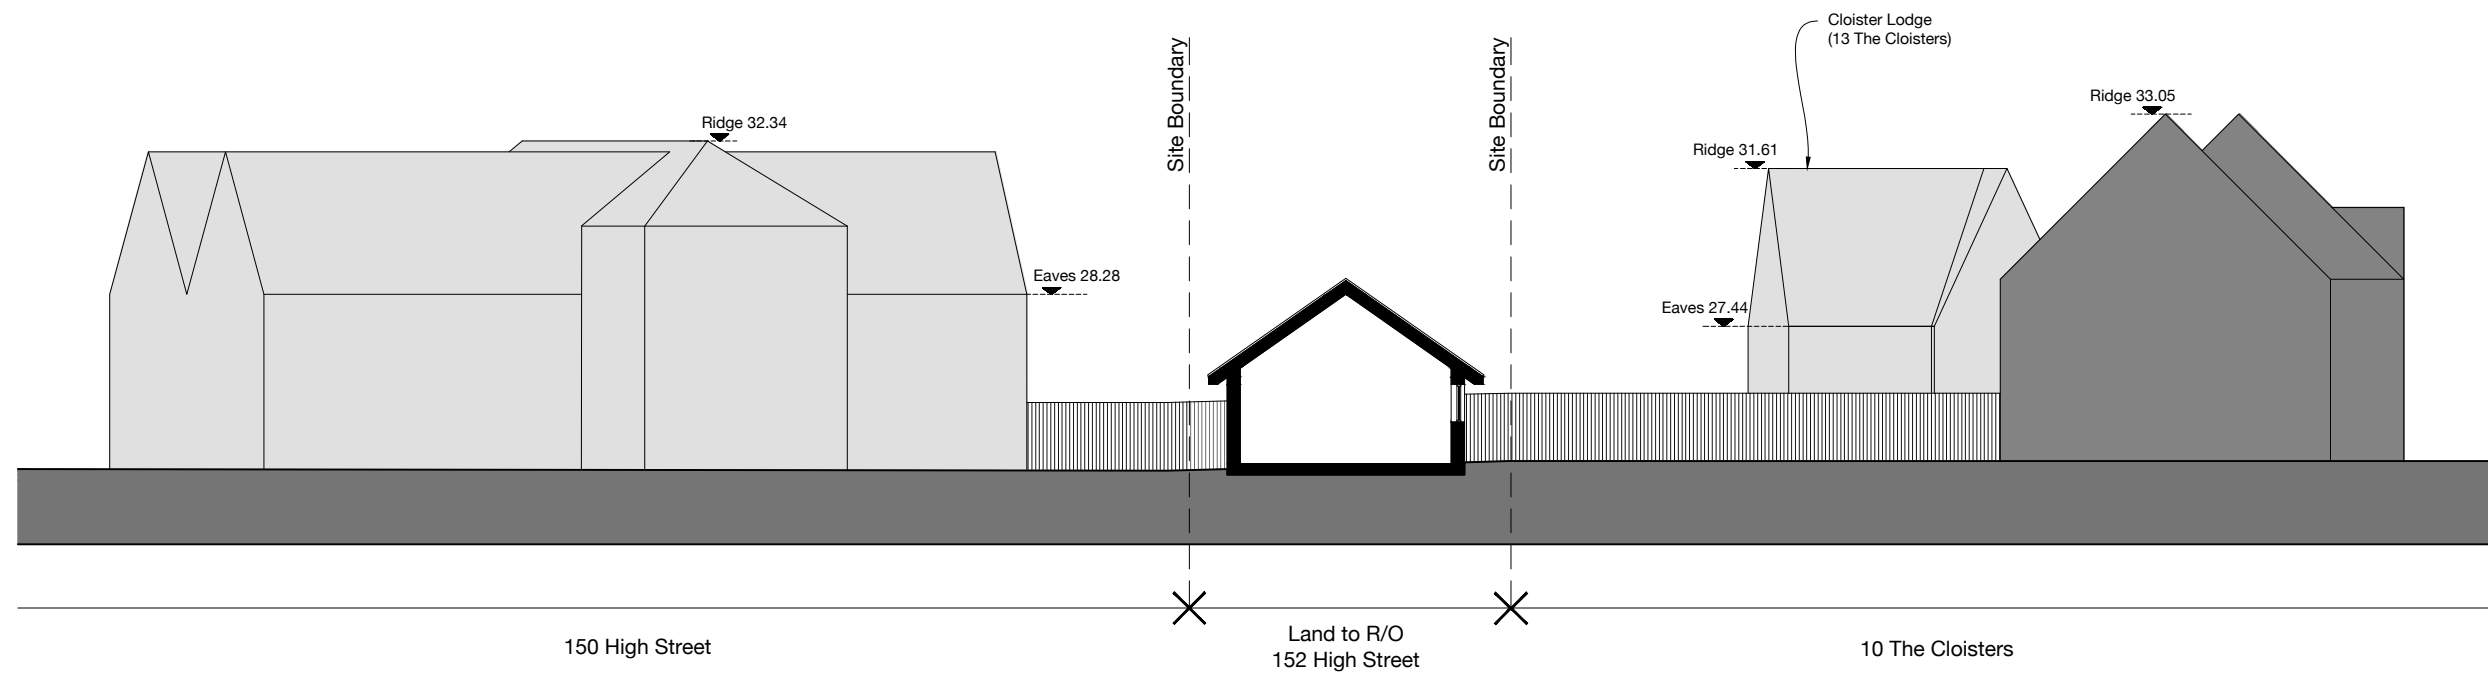 Cloister Lodge
(13 The Cloisters)
Site Boundary
Site Boundary
Ridge 33.05
Ridge 32.34
Ridge 31.61
Eaves 28.28
Eaves 27.44
150 High Street
Land to R/O
152 High Street
10 The Cloisters